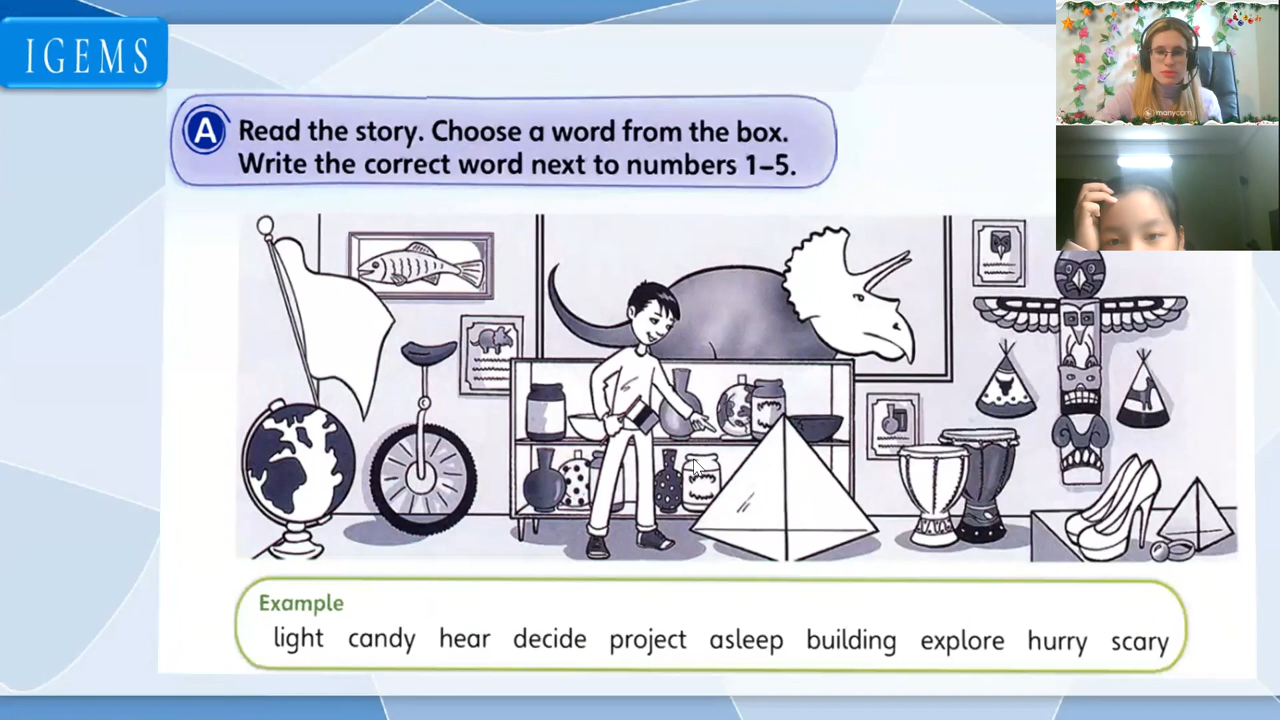 IGEMS
A Read the story. Choose a word from the box.
Write the correct word next to numbers 1–5.
manycam
Example
light candy hear decide project asleep building explore hurry scary